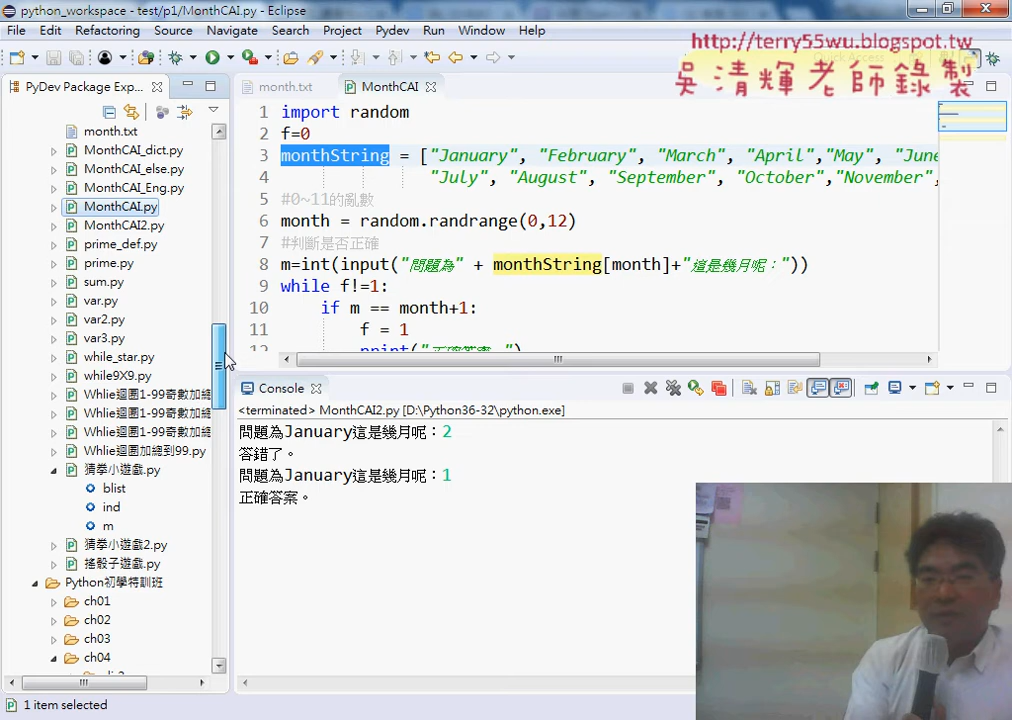 python_workspace - test/p1/MonthCAI.py - Eclipse
File Edit Refactoring Source Navigate Search Project Pydev Run Window Help
http://terry55wu.blogspot.tw
吳清輝老師錄製
PyDev Package Exp...
month.txt
MonthCAI_dict.py
MonthCAI_else.py
MonthCAI_Eng.py
MonthCAI.py
MonthCAI2.py
prime_def.py
prime.py
sum.py
var.py
var2.py
var3.py
while_star.py
while9X9.py
Whlie迴圈1-99奇數加總
Whlie迴圈1-99奇數加總
Whlie迴圈1-99奇數加總
Whlie迴圈加總到99.py
猜拳小遊戲.py
blist
ind
m
猜拳小遊戲2.py
搖骰子遊戲.py
Python初學特訓班
ch01
ch02
ch03
ch04
month.txt MonthCAI
1 import random
2 f=0
3 monthString = ["January", "February", "March", "April","May", "June
4 "July", "August", "September", "October","November",
5 #0~11的亂數
6 month = random.randrange(0,12)
7 #判斷是否正確
8 m=int(input("問題為" + monthString[month]+"這是幾月呢："))
9 while f!=1:
10 if m == month+1:
11 f = 1
12 print("正確答案。")
Console
<terminated> MonthCAI2.py [D:\Python36-32\python.exe]
問題為January這是幾月呢：2
答錯了。
問題為January這是幾月呢：1
正確答案。
1 item selected